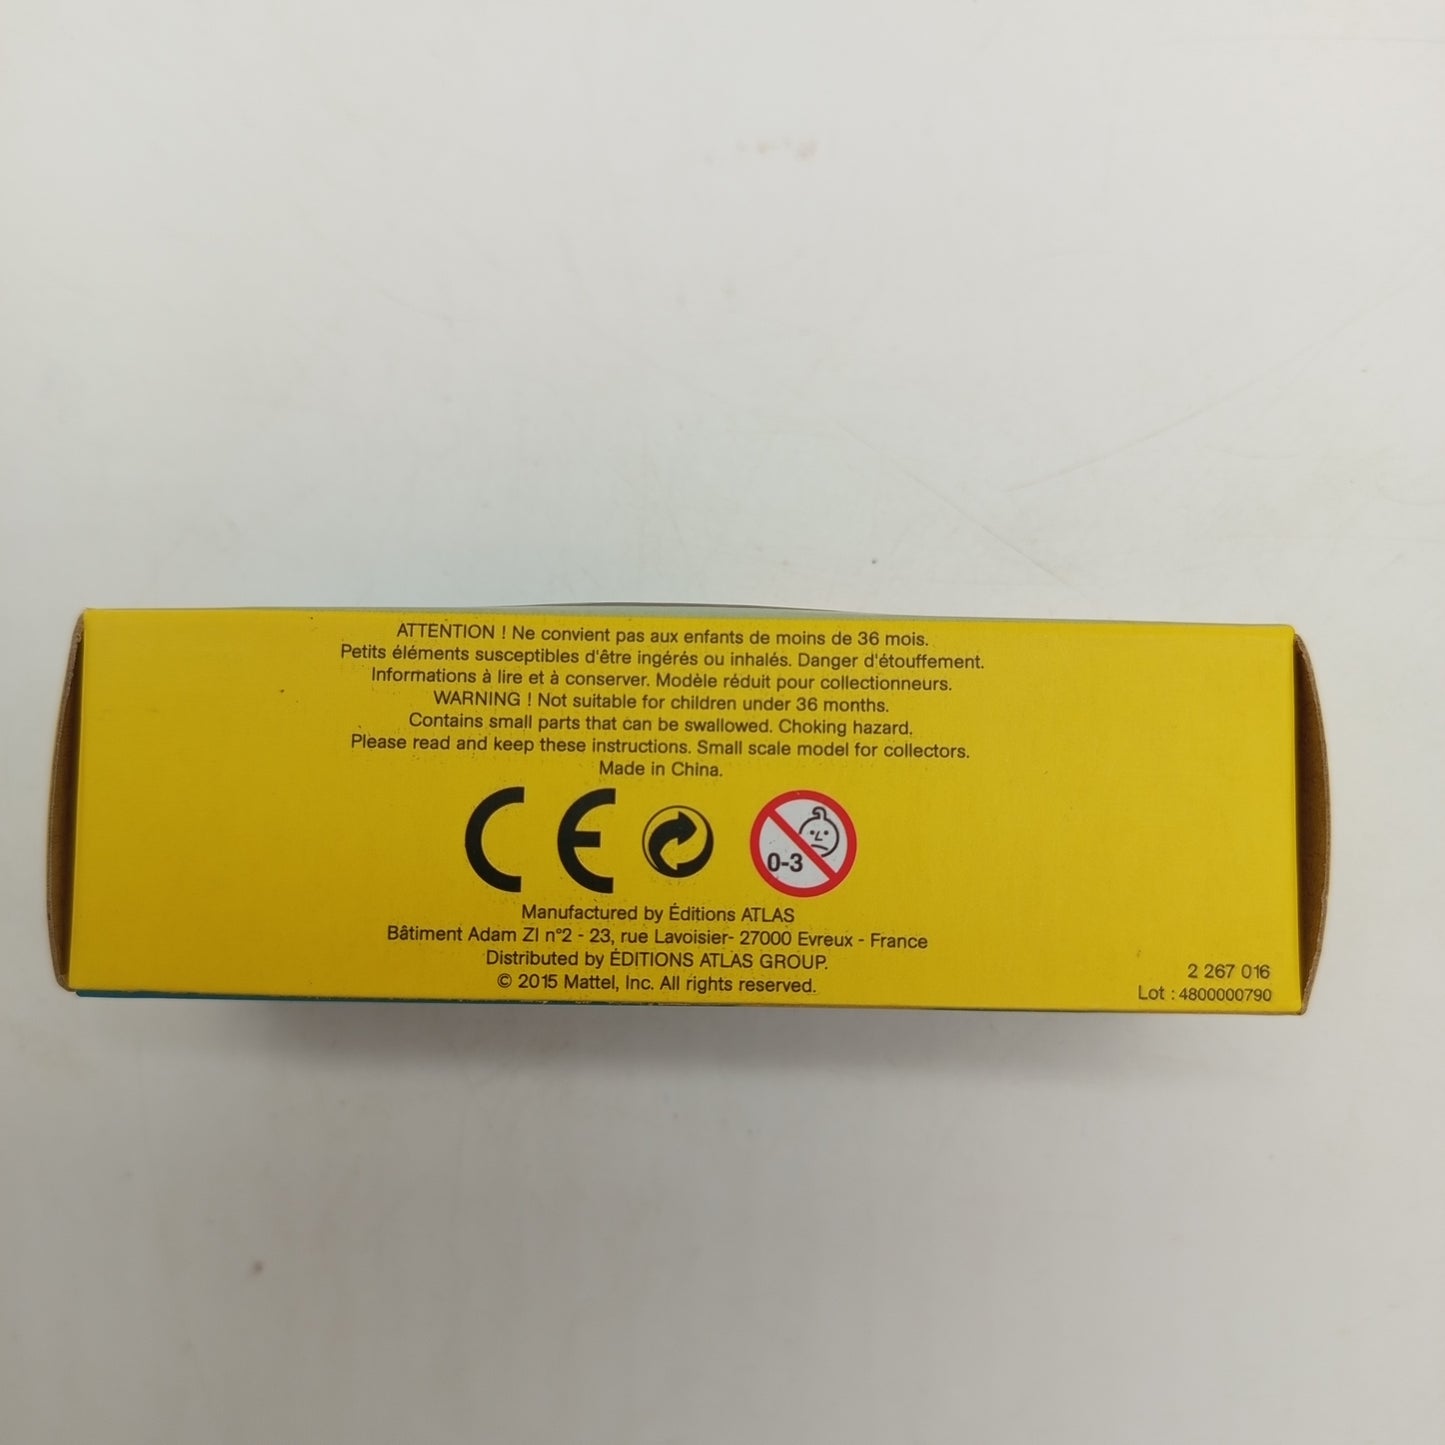 ATTENTION ! Ne convient pas aux enfants de moins de 36 mois.
Petits éléments susceptibles d'être ingérés ou inhalés. Danger d'étouffement.
Informations à lire et à conserver. Modèle réduit pour collectionneurs.
WARNING ! Not suitable for children under 36 months.
Contains small parts that can be swallowed. Choking hazard.
Please read and keep these instructions. Small scale model for collectors.
Made in China.
CE
0-3
Manufactured by Éditions ATLAS
Bâtiment Adam ZI n°2 - 23, rue Lavoisier- 27000 Evreux - France
Distributed by ÉDITIONS ATLAS GROUP.
© 2015 Mattel, Inc. All rights reserved.
2 267 016
Lot : 4800000790